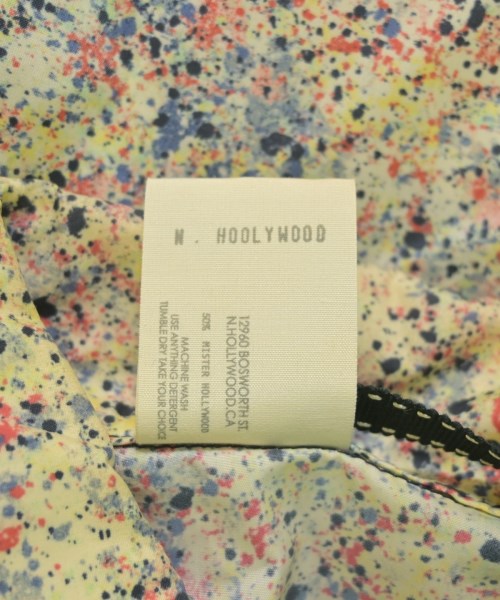 N. HOOLYWOOD
12960 BOSWORTH ST.
N.HOLLYWOOD.CA
50% MISTER HOLLYWOOD
MACHINE WASH
USE ANYTHING DETERGENT
TUMBLE DRY TAKE YOUR CHOICE